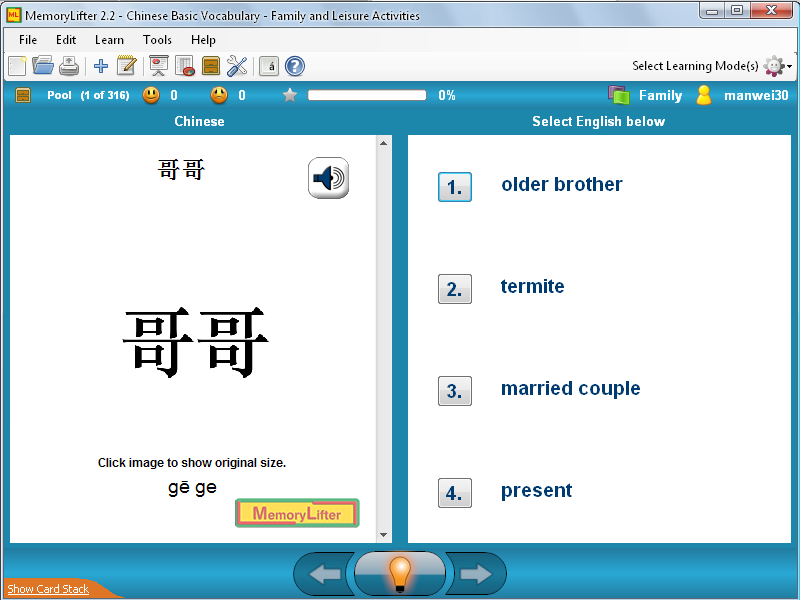 ML MemoryLifter 2.2 - Chinese Basic Vocabulary - Family and Leisure Activities
File Edit Learn Tools Help
á ? Select Learning Mode(s)
Pool (1 of 316) 0 0 0% Family manwei30
Chinese
哥哥
哥哥
Click image to show original size.
gē ge
MemoryLifter
Select English below
1. older brother
2. termite
3. married couple
4. present
Show Card Stack